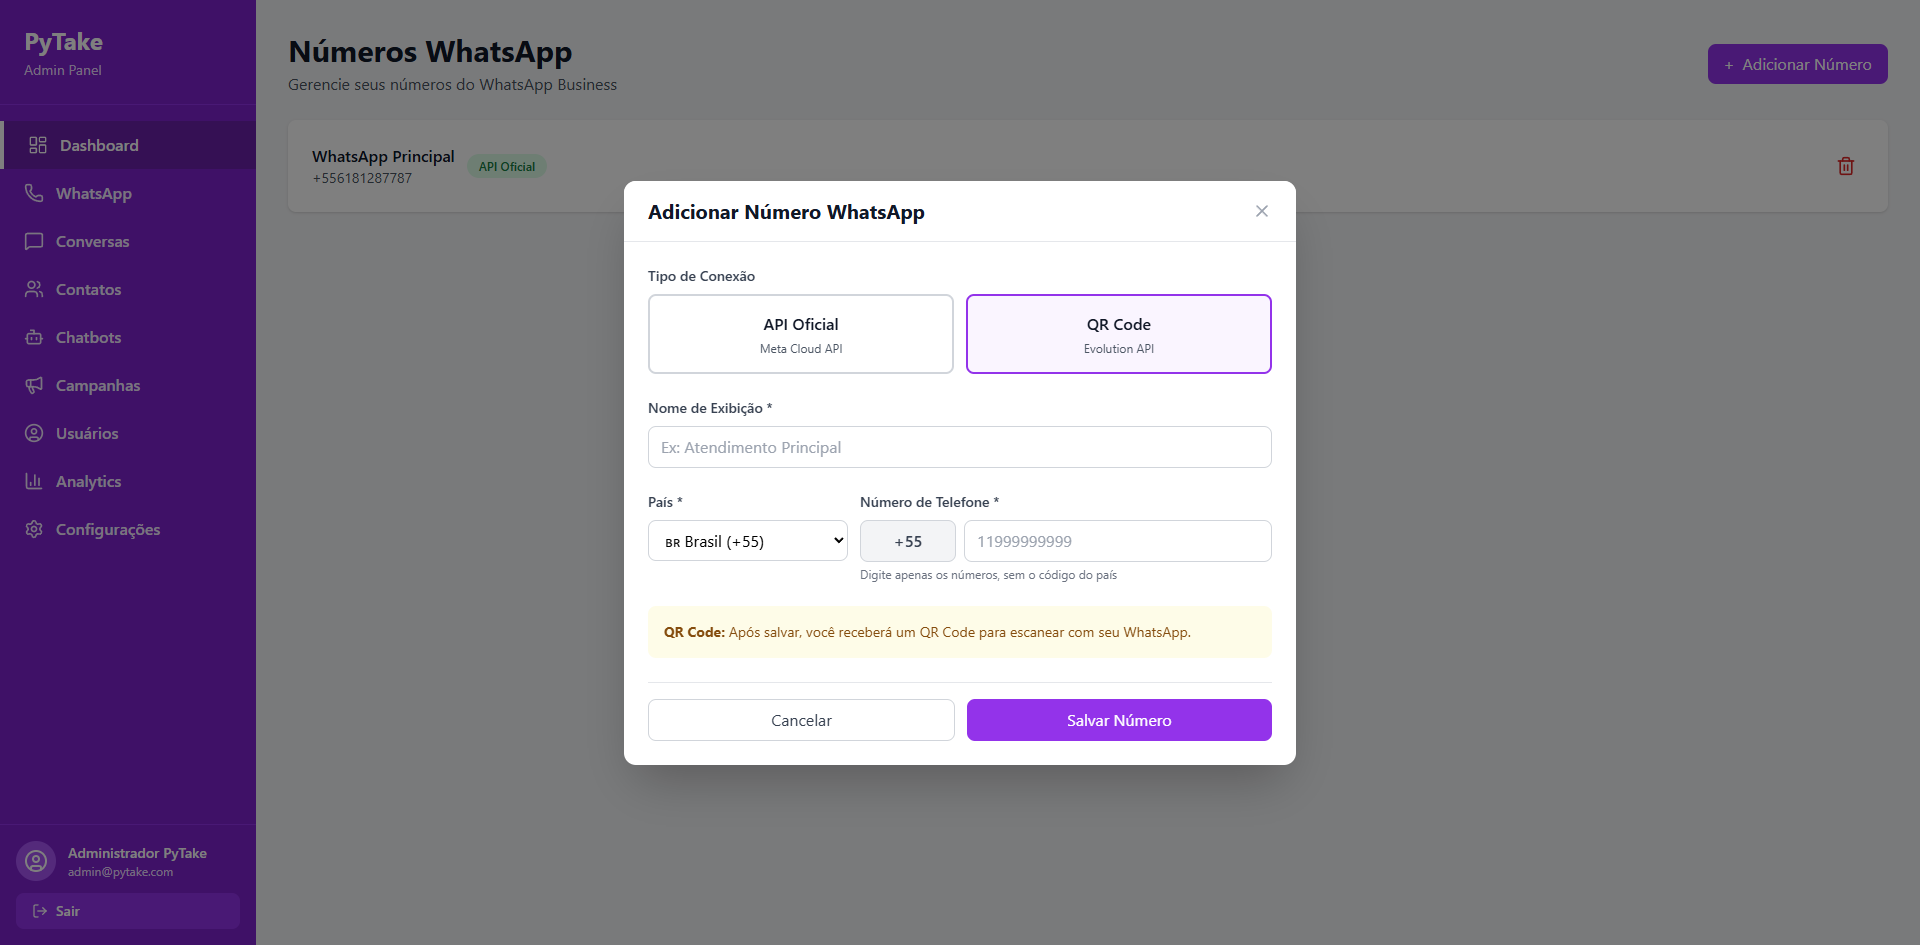 PyTake
Admin Panel
Dashboard
WhatsApp
Conversas
Contatos
Chatbots
Campanhas
Usuários
Analytics
Configurações
Administrador PyTake
admin@pytake.com
Sair
Números WhatsApp
Gerencie seus números do WhatsApp Business
+ Adicionar Número
WhatsApp Principal
+556181287787
API Oficial
Adicionar Número WhatsApp
Tipo de Conexão
API Oficial
Meta Cloud API
QR Code
Evolution API
Nome de Exibição *
Ex: Atendimento Principal
País *
BR Brasil (+55)
Número de Telefone *
+55
11999999999
Digite apenas os números, sem o código do país
QR Code: Após salvar, você receberá um QR Code para escanear com seu WhatsApp.
Cancelar
Salvar Número